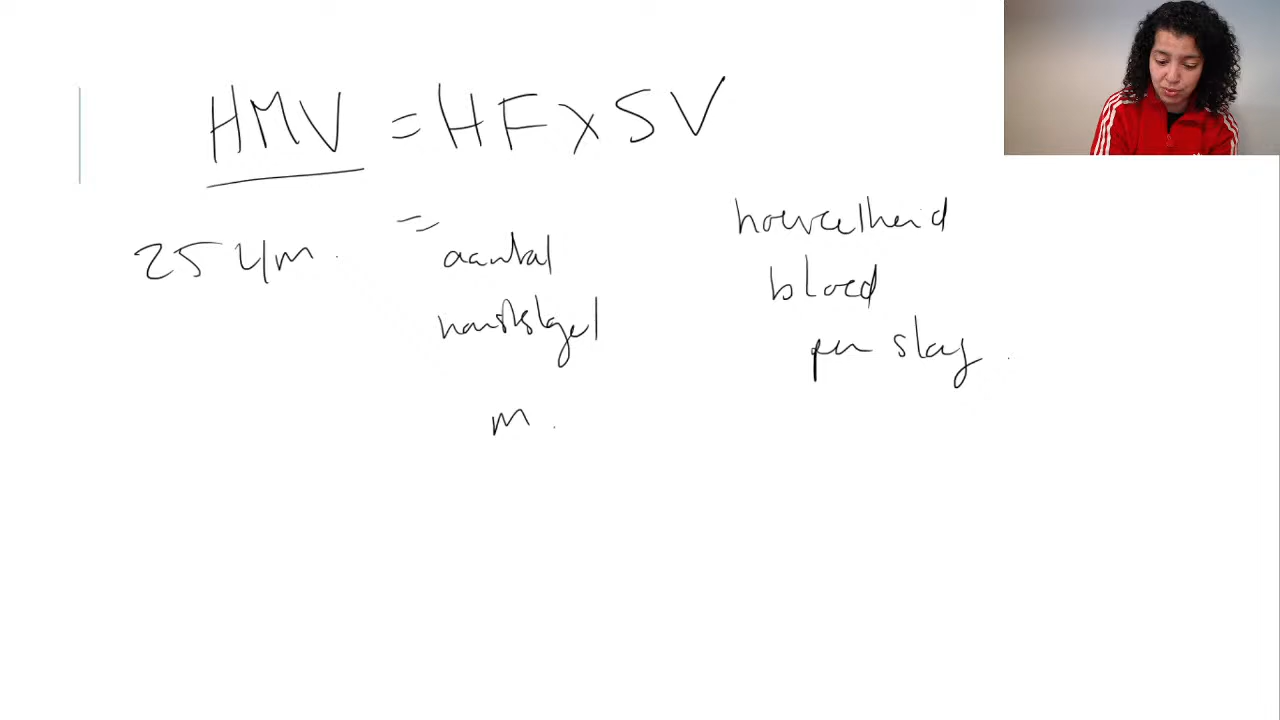 HMV = HF x SV
=
25 L/m.
aantal
hartslagen
m.
hoeveelheid
bloed
per slag.